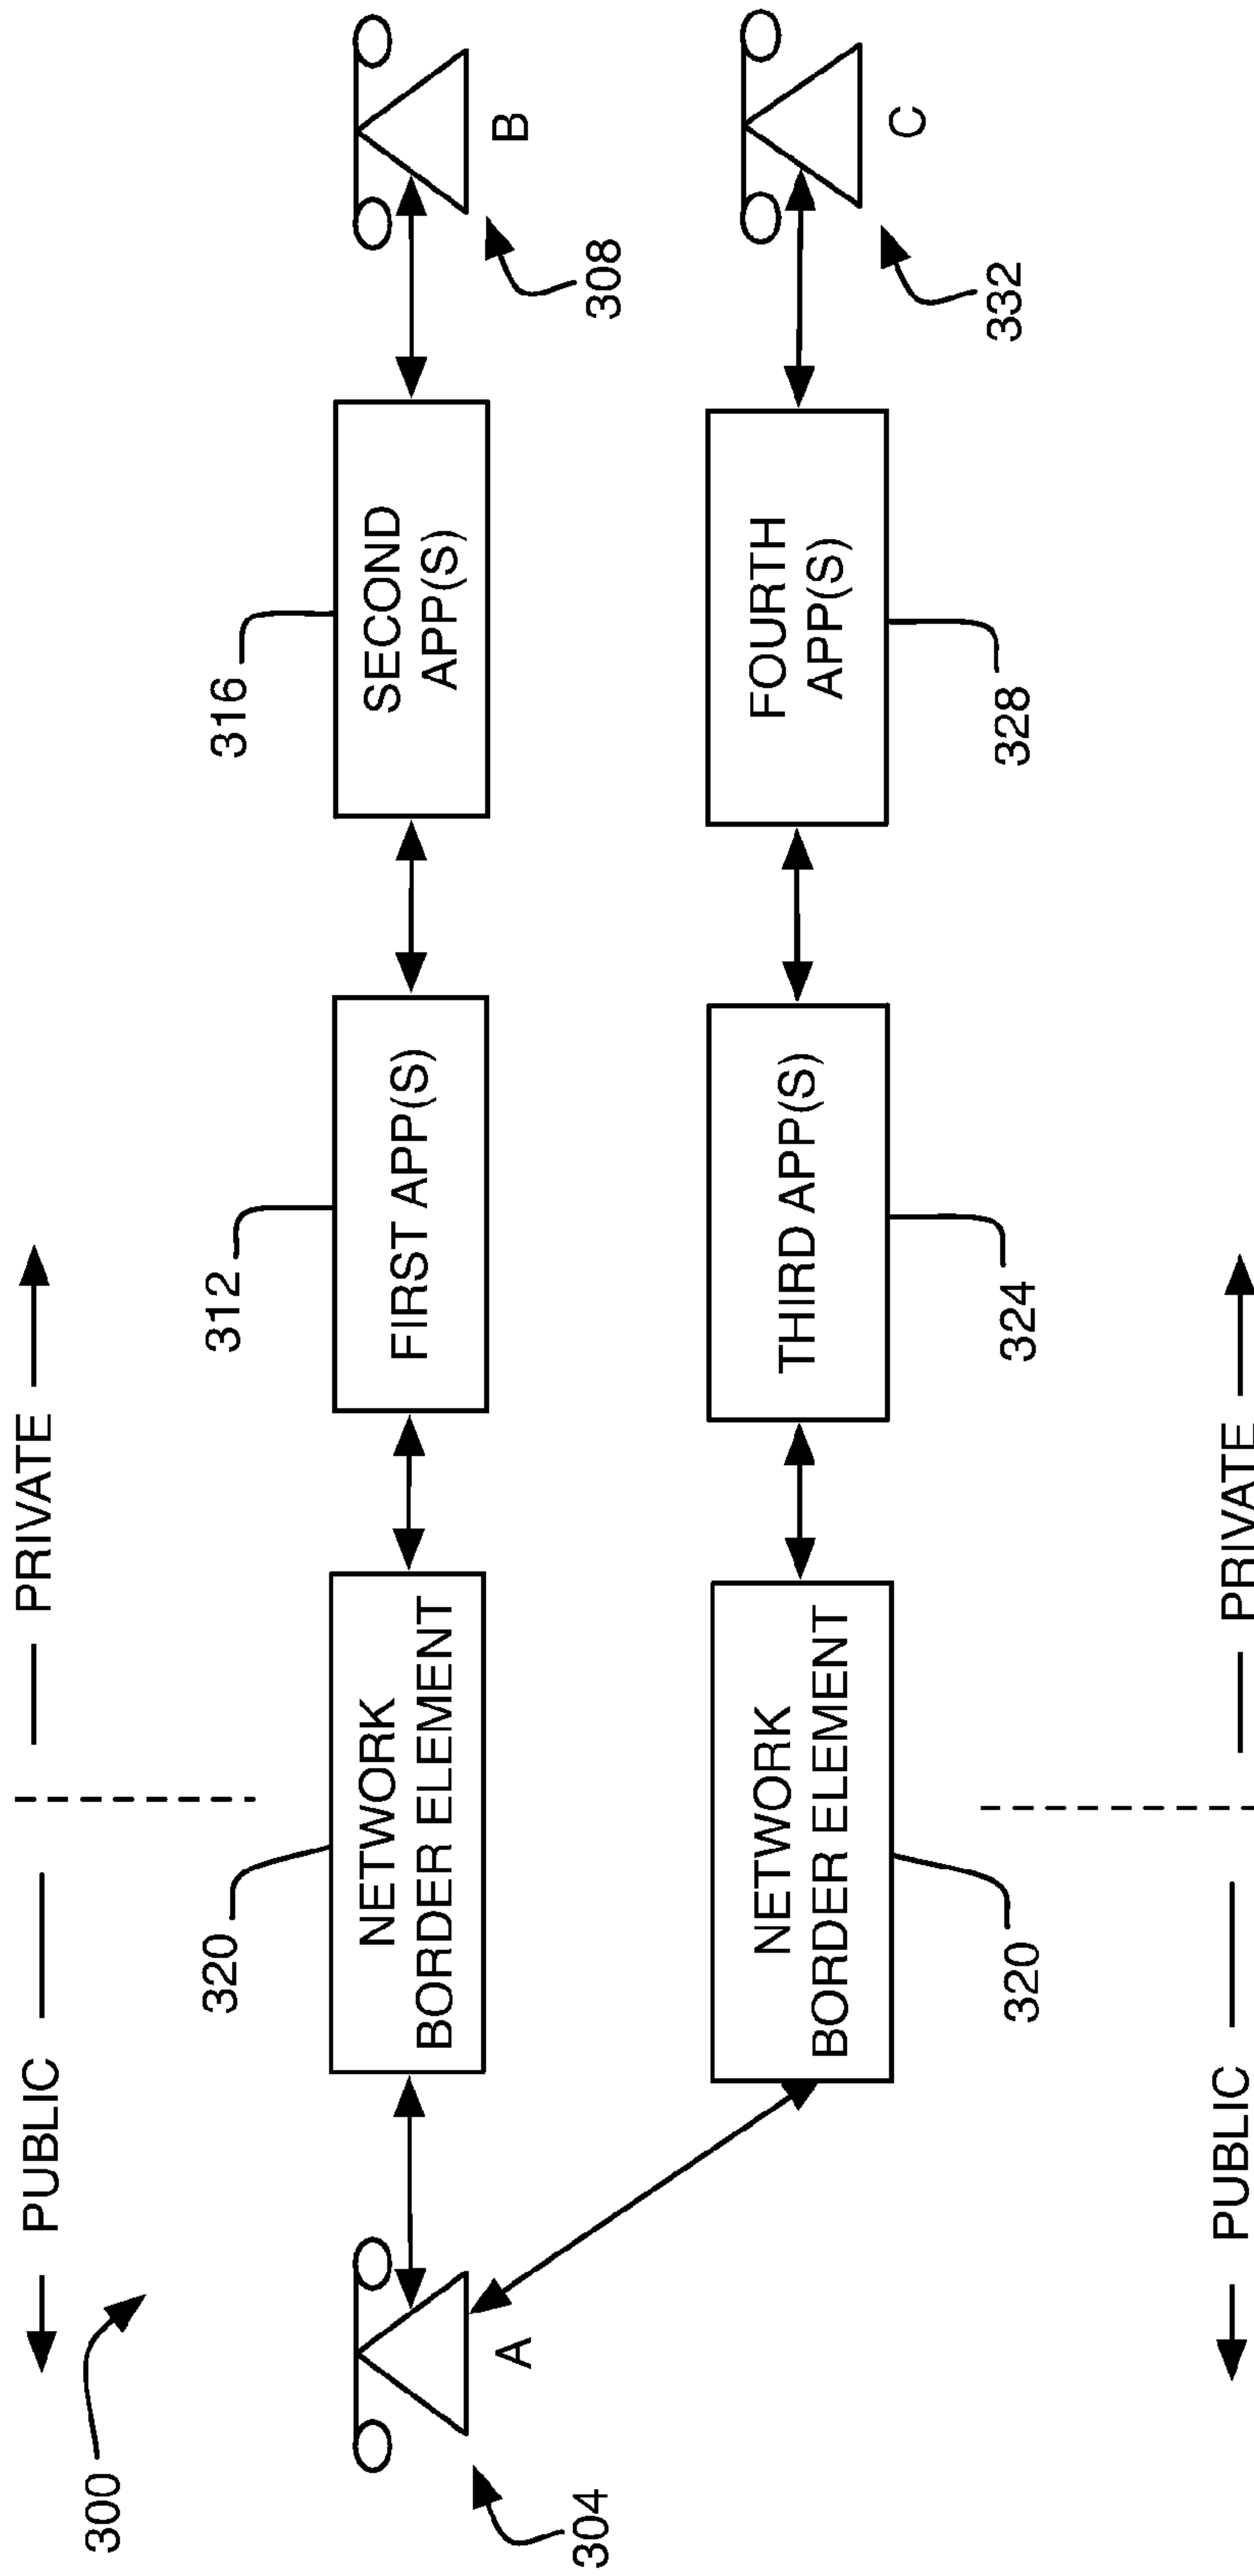 300
PUBLIC
PRIVATE
320
312
316
NETWORK
BORDER ELEMENT
FIRST APP(S)
SECOND
APP(S)
A
304
B
308
NETWORK
BORDER ELEMENT
THIRD APP(S)
FOURTH
APP(S)
C
332
320
324
328
PUBLIC
PRIVATE